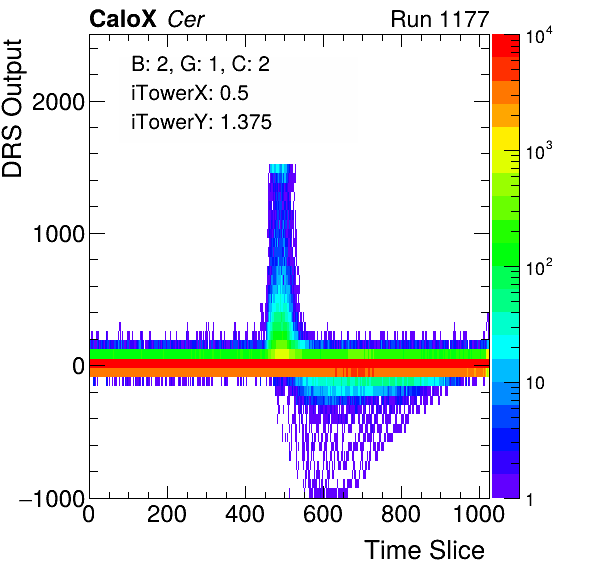 CaloX Cer Run 1177
B: 2, G: 1, C: 2
iTowerX: 0.5
iTowerY: 1.375
DRS Output
2000
1000
0
−1000
0 200 400 600 800 1000
Time Slice
10⁴
10³
10²
10
1